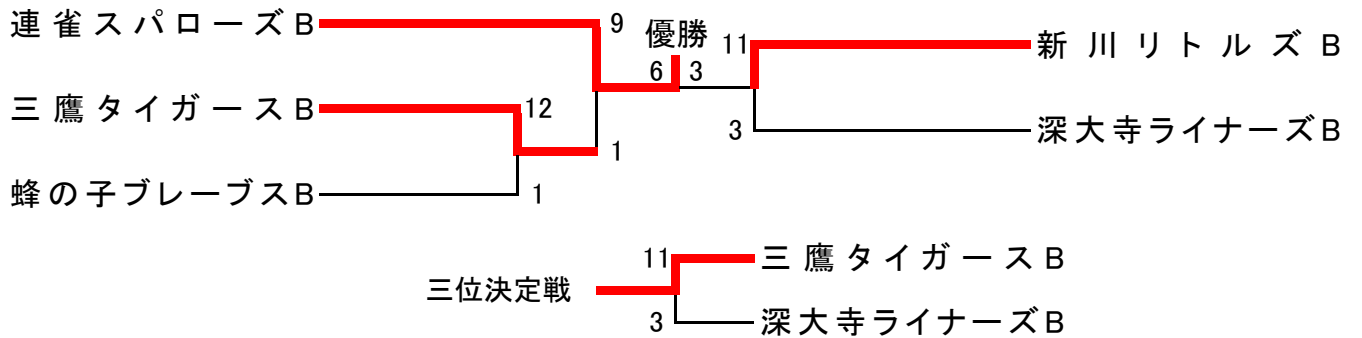 連雀スパローズB
9
優勝
11
新川リトルズB
6
3
三鷹タイガースB
12
3
深大寺ライナーズB
1
蜂の子ブレーブスB
1
11
三鷹タイガースB
三位決定戦
3
深大寺ライナーズB